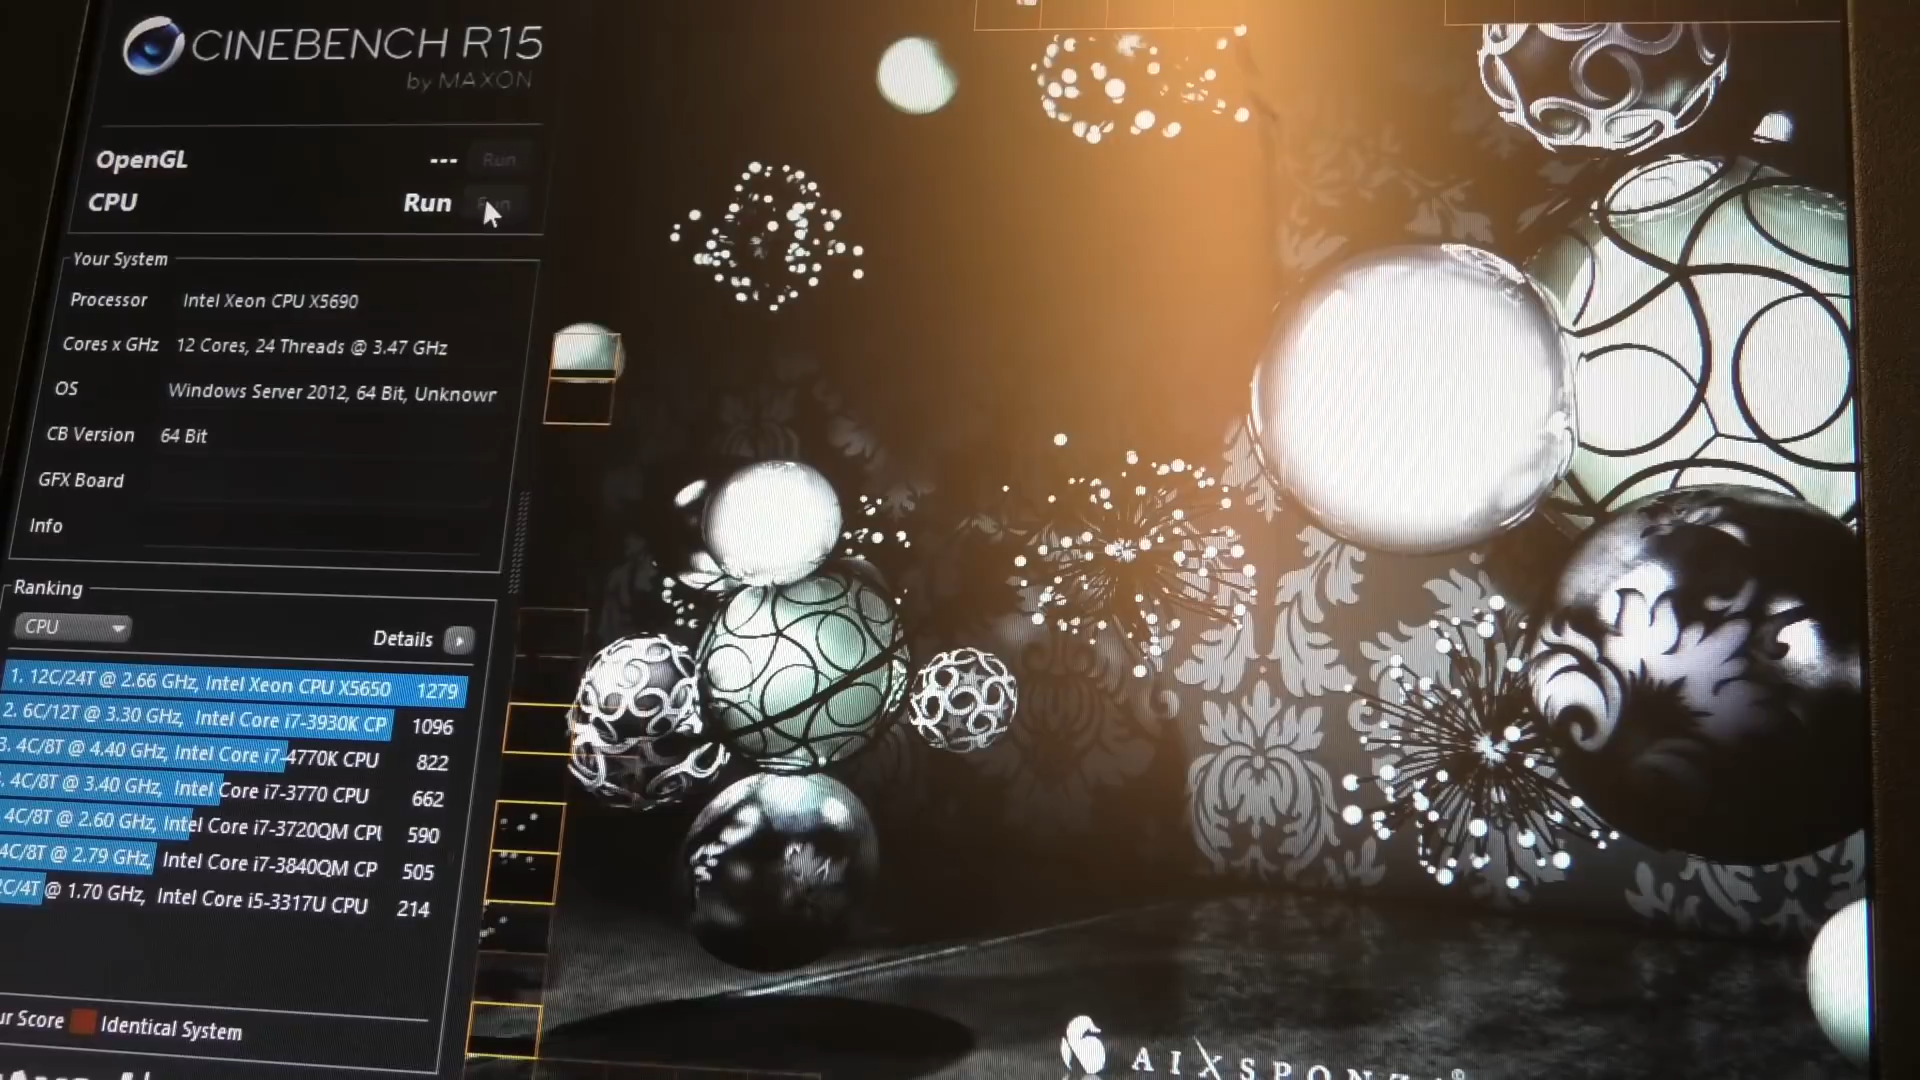 CINEBENCH R15
by MAXON
OpenGL --- Run
CPU Run
Your System
Processor Intel Xeon CPU X5690
Cores x GHz 12 Cores, 24 Threads @ 3.47 GHz
OS Windows Server 2012, 64 Bit, Unknowr
CB Version 64 Bit
GFX Board
Info
Ranking
CPU Details
1. 12C/24T @ 2.66 GHz, Intel Xeon CPU X5650 1279
2. 6C/12T @ 3.30 GHz, Intel Core i7-3930K CP 1096
3. 4C/8T @ 4.40 GHz, Intel Core i7-4770K CPU 822
. 4C/8T @ 3.40 GHz, Intel Core i7-3770 CPU 662
4C/8T @ 2.60 GHz, Intel Core i7-3720QM CPU 590
4C/8T @ 2.79 GHz, Intel Core i7-3840QM CP 505
2C/4T @ 1.70 GHz, Intel Core i5-3317U CPU 214
ur Score Identical System
AIXSPONZA